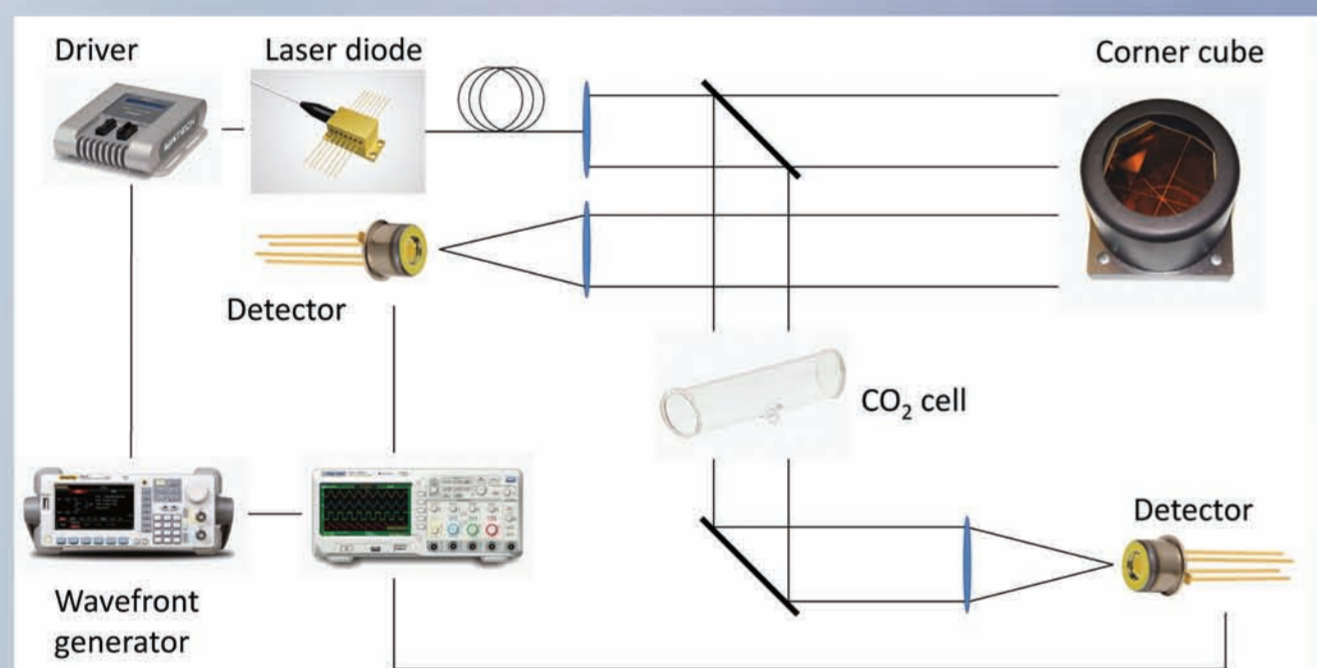 Driver
Laser diode
Corner cube
Detector
CO₂ cell
Detector
Wavefront
generator